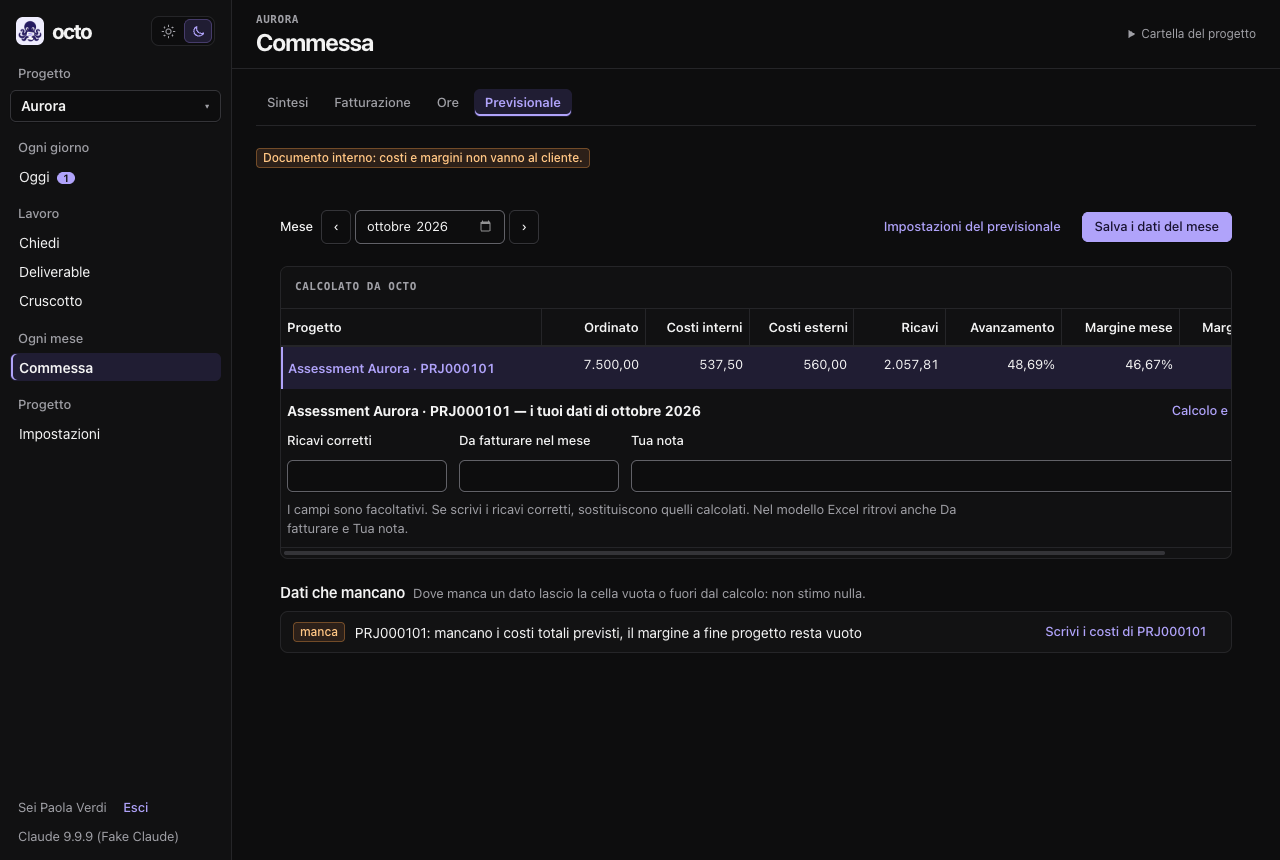 octo
Progetto
Aurora
Ogni giorno
Oggi 1
Lavoro
Chiedi
Deliverable
Cruscotto
Ogni mese
Commessa
Progetto
Impostazioni
Sei Paola Verdi Esci
Claude 9.9.9 (Fake Claude)
AURORA
Commessa
Cartella del progetto
Sintesi Fatturazione Ore Previsionale
Documento interno: costi e margini non vanno al cliente.
Mese ‹ ottobre 2026 › Impostazioni del previsionale Salva i dati del mese
CALCOLATO DA OCTO
Progetto Ordinato Costi interni Costi esterni Ricavi Avanzamento Margine mese Marg
Assessment Aurora · PRJ000101 7.500,00 537,50 560,00 2.057,81 48,69% 46,67%
Assessment Aurora · PRJ000101 — i tuoi dati di ottobre 2026 Calcolo e
Ricavi corretti Da fatturare nel mese Tua nota
I campi sono facoltativi. Se scrivi i ricavi corretti, sostituiscono quelli calcolati. Nel modello Excel ritrovi anche Da
fatturare e Tua nota.
Dati che mancano Dove manca un dato lascio la cella vuota o fuori dal calcolo: non stimo nulla.
manca PRJ000101: mancano i costi totali previsti, il margine a fine progetto resta vuoto Scrivi i costi di PRJ000101